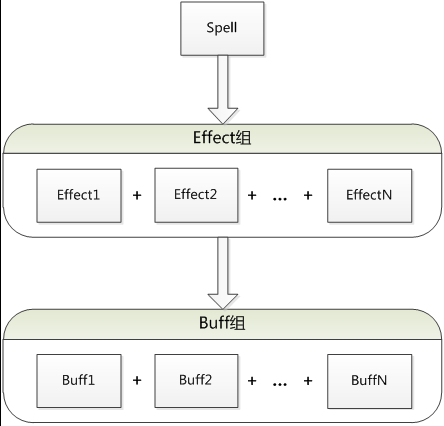 Spell
Effect组
Effect1 + Effect2 + ... + EffectN
Buff组
Buff1 + Buff2 + ... + BuffN